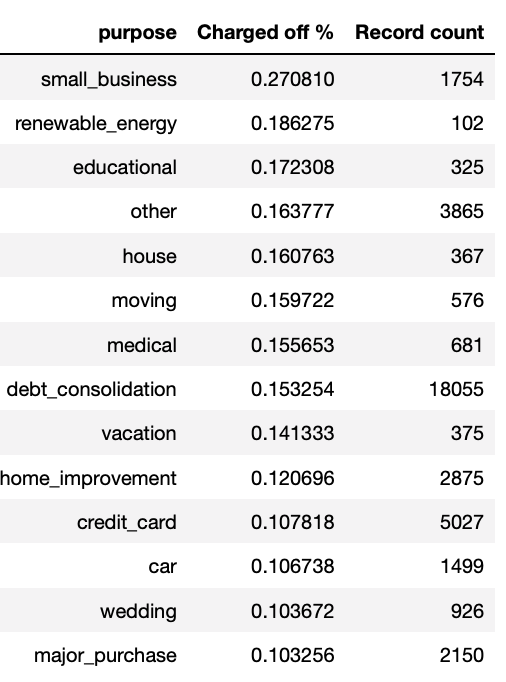 purpose Charged off % Record count
small_business 0.270810 1754
renewable_energy 0.186275 102
educational 0.172308 325
other 0.163777 3865
house 0.160763 367
moving 0.159722 576
medical 0.155653 681
debt_consolidation 0.153254 18055
vacation 0.141333 375
home_improvement 0.120696 2875
credit_card 0.107818 5027
car 0.106738 1499
wedding 0.103672 926
major_purchase 0.103256 2150